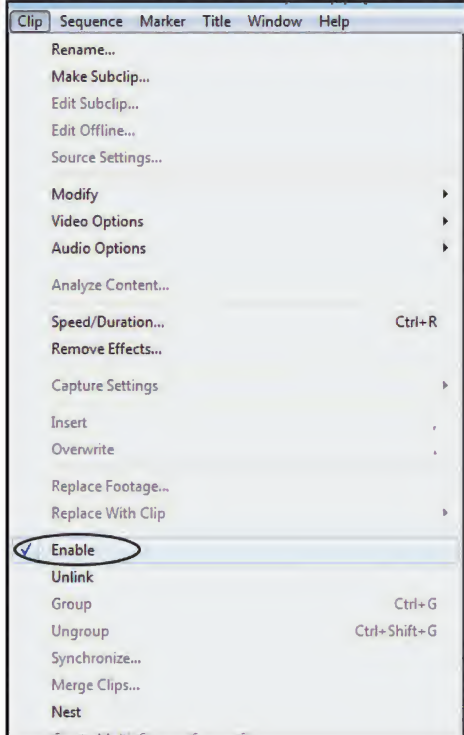 Clip Sequence Marker Title Window Help
Rename...
Make Subclip...
Edit Subclip...
Edit Offline...
Source Settings...
Modify
Video Options
Audio Options
Analyze Content...
Speed/Duration... Ctrl+R
Remove Effects...
Capture Settings
Insert ,
Overwrite .
Replace Footage...
Replace With Clip
Enable
Unlink
Group Ctrl+G
Ungroup Ctrl+Shift+G
Synchronize...
Merge Clips...
Nest